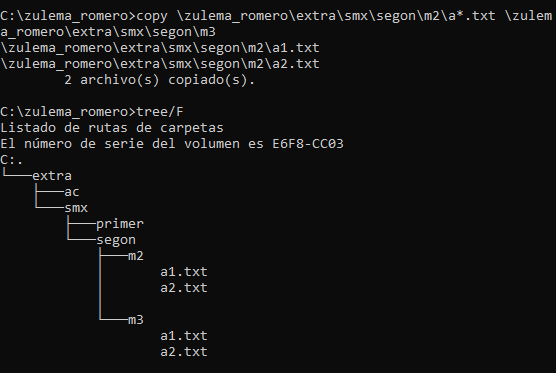 C:\zulema_romero>copy \zulema_romero\extra\smx\segon\m2\a*.txt \zulem
a_romero\extra\smx\segon\m3
\zulema_romero\extra\smx\segon\m2\a1.txt
\zulema_romero\extra\smx\segon\m2\a2.txt
        2 archivo(s) copiado(s).

C:\zulema_romero>tree/F
Listado de rutas de carpetas
El número de serie del volumen es E6F8-CC03
C:.
└───extra
    ├───ac
    └───smx
        ├───primer
        └───segon
            ├───m2
            │       a1.txt
            │       a2.txt
            │
            └───m3
                    a1.txt
                    a2.txt